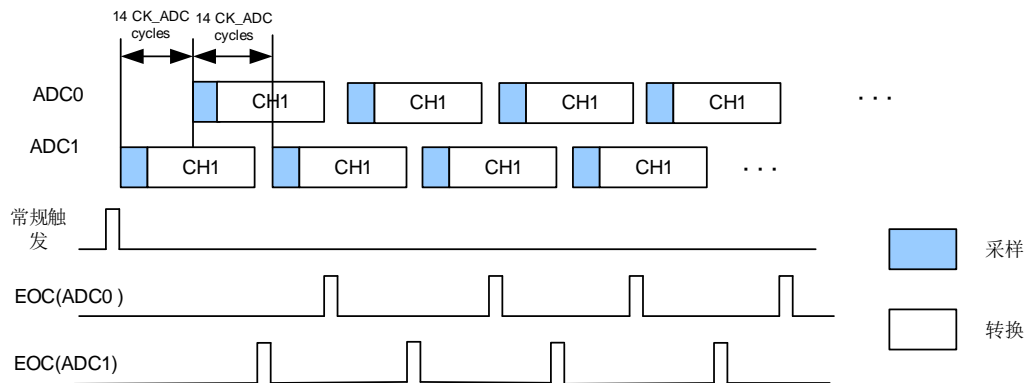 14 CK_ADC cycles
14 CK_ADC cycles
ADC0
CH1
CH1
CH1
CH1
. . .
ADC1
CH1
CH1
CH1
CH1
. . .
常规触
发
采样
EOC(ADC0 )
转换
EOC(ADC1)